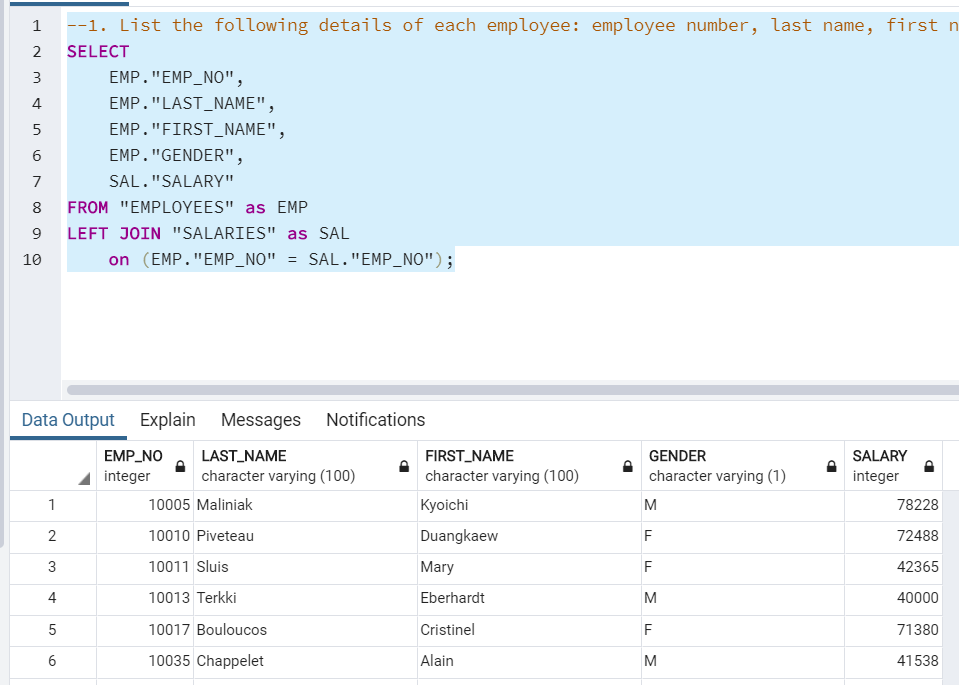 1 --1. List the following details of each employee: employee number, last name, first n
2 SELECT
3 EMP."EMP_NO",
4 EMP."LAST_NAME",
5 EMP."FIRST_NAME",
6 EMP."GENDER",
7 SAL."SALARY"
8 FROM "EMPLOYEES" as EMP
9 LEFT JOIN "SALARIES" as SAL
10 on (EMP."EMP_NO" = SAL."EMP_NO");
Data Output Explain Messages Notifications
EMP_NO LAST_NAME FIRST_NAME GENDER SALARY
integer character varying (100) character varying (100) character varying (1) integer
1 10005 Maliniak Kyoichi M 78228
2 10010 Piveteau Duangkaew F 72488
3 10011 Sluis Mary F 42365
4 10013 Terkki Eberhardt M 40000
5 10017 Bouloucos Cristinel F 71380
6 10035 Chappelet Alain M 41538